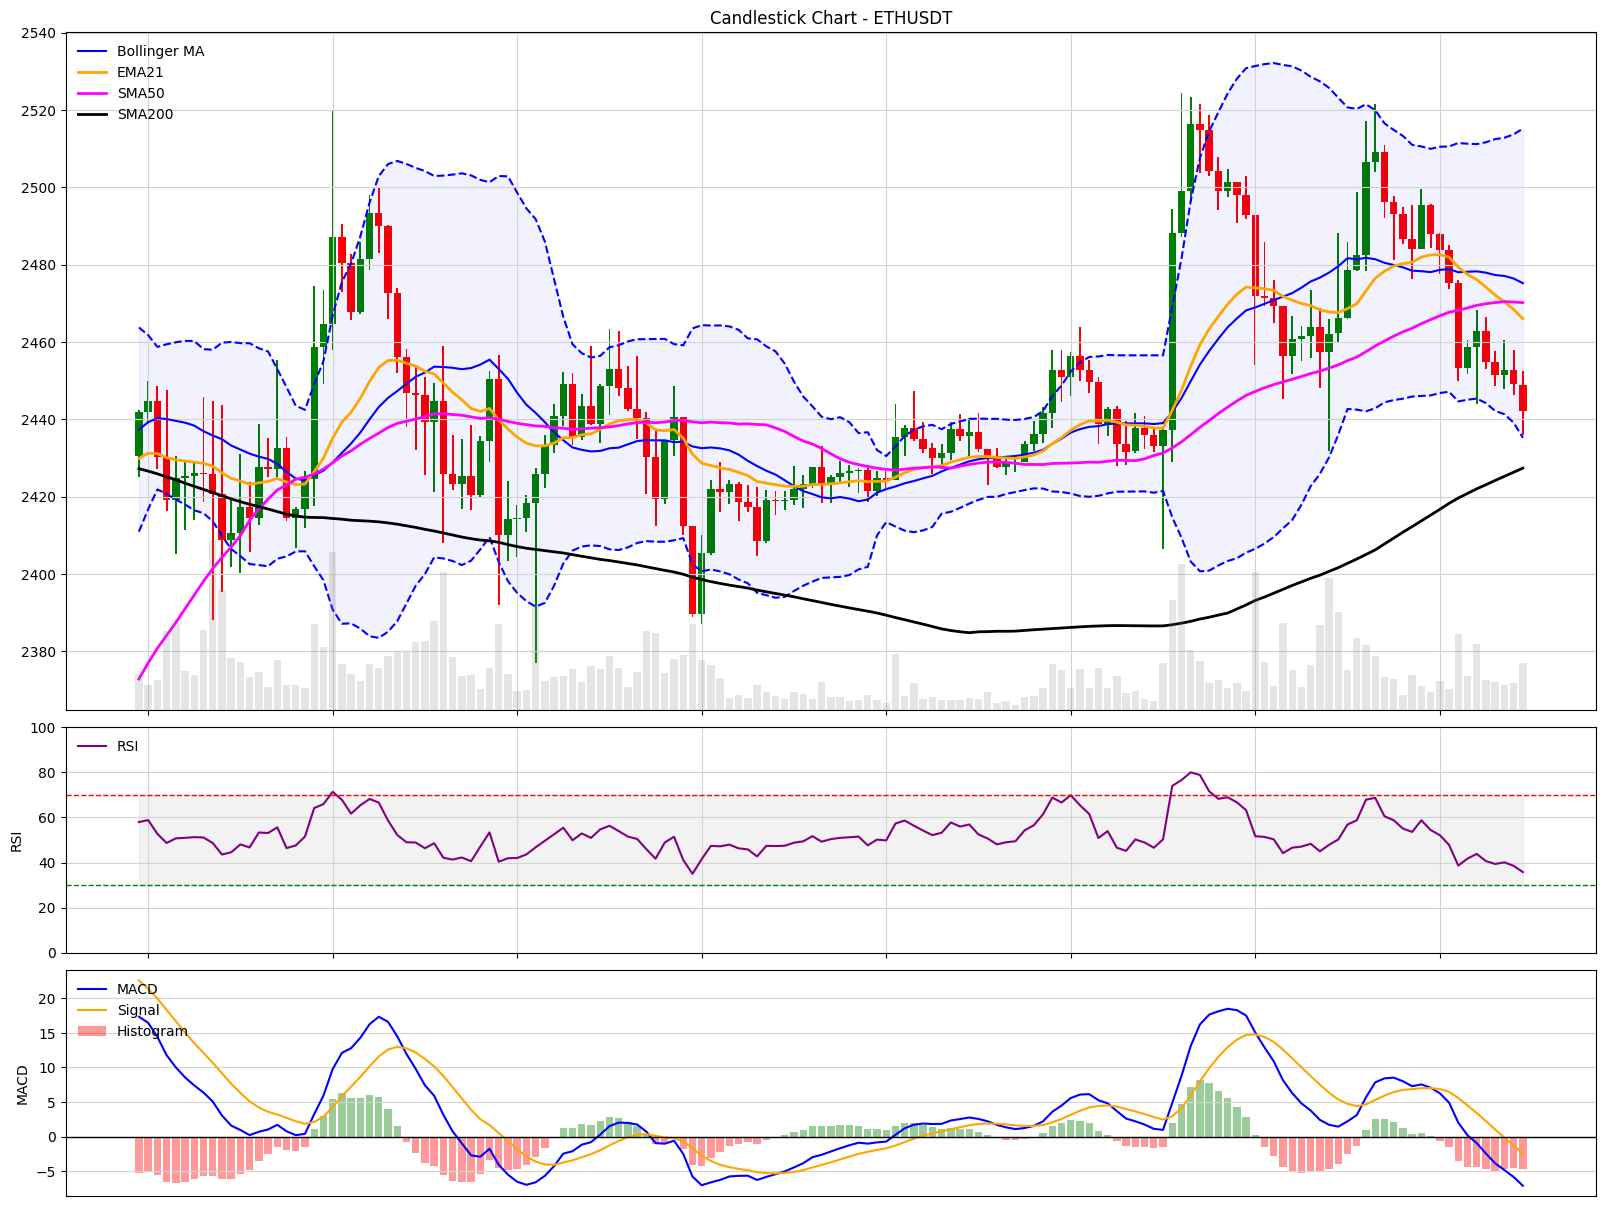 Candlestick Chart - ETHUSDT
2540
2520
2500
2480
2460
2440
2420
2400
2380
Bollinger MA
EMA21
SMA50
SMA200
100
80
60
40
20
0
RSI
RSI
20
15
10
5
0
−5
MACD
MACD
Signal
Histogram